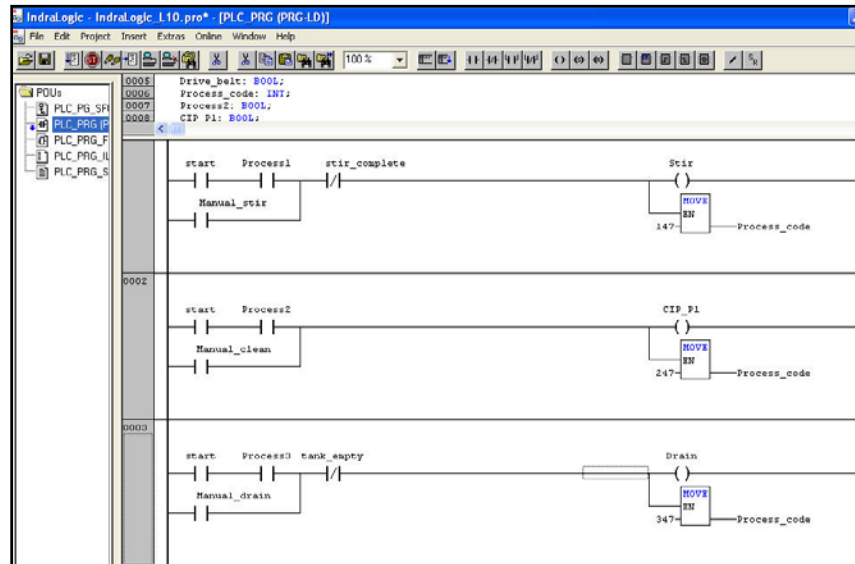 IndraLogic - IndraLogic_L10.pro* - [PLC_PRG (PRG-LD)]
File Edit Project Insert Extras Online Window Help
100 %
POUs
PLC_PG_SFC
PLC_PRG (P
PLC_PRG_F
PLC_PRG_IL
PLC_PRG_S
0005 Drive_belt: BOOL;
0006 Process_code: INT;
0007 Process2: BOOL;
0008 CIP_P1: BOOL;
start Process1 stir_complete Stir
Manual_stir MOVE
EN
147 Process_code
0002
start Process2 CIP_P1
Manual_clean MOVE
EN
247 Process_code
0003
start Process3 tank_empty Drain
Manual_drain MOVE
EN
347 Process_code